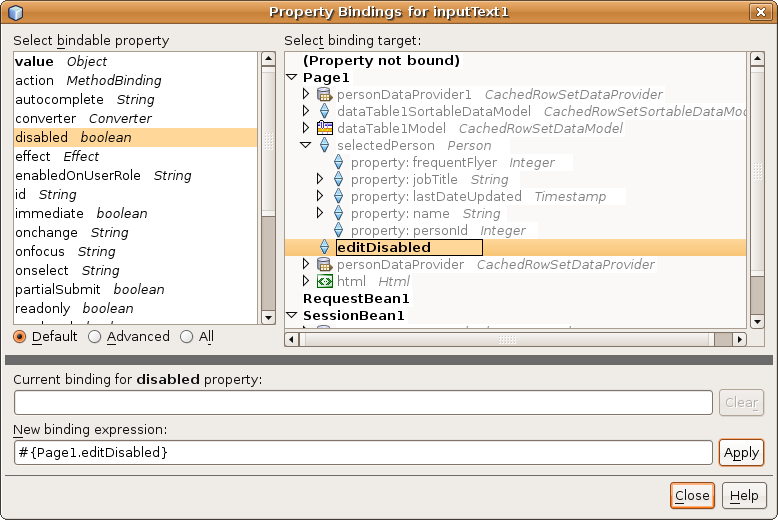 Property Bindings for inputText1
Select bindable property
value Object
action MethodBinding
autocomplete String
converter Converter
disabled boolean
effect Effect
enabledOnUserRole String
id String
immediate boolean
onchange String
onfocus String
onselect String
partialSubmit boolean
readonly boolean
Default Advanced All
Select binding target:
(Property not bound)
Page1
personDataProvider1 CachedRowSetDataProvider
dataTable1SortableDataModel CachedRowSetSortableDataMod
dataTable1Model CachedRowSetDataModel
selectedPerson Person
property: frequentFlyer Integer
property: jobTitle String
property: lastDateUpdated Timestamp
property: name String
property: personId Integer
editDisabled
personDataProvider CachedRowSetDataProvider
html Html
RequestBean1
SessionBean1
Current binding for disabled property:
Clear
New binding expression:
#{Page1.editDisabled}
Apply
Close Help